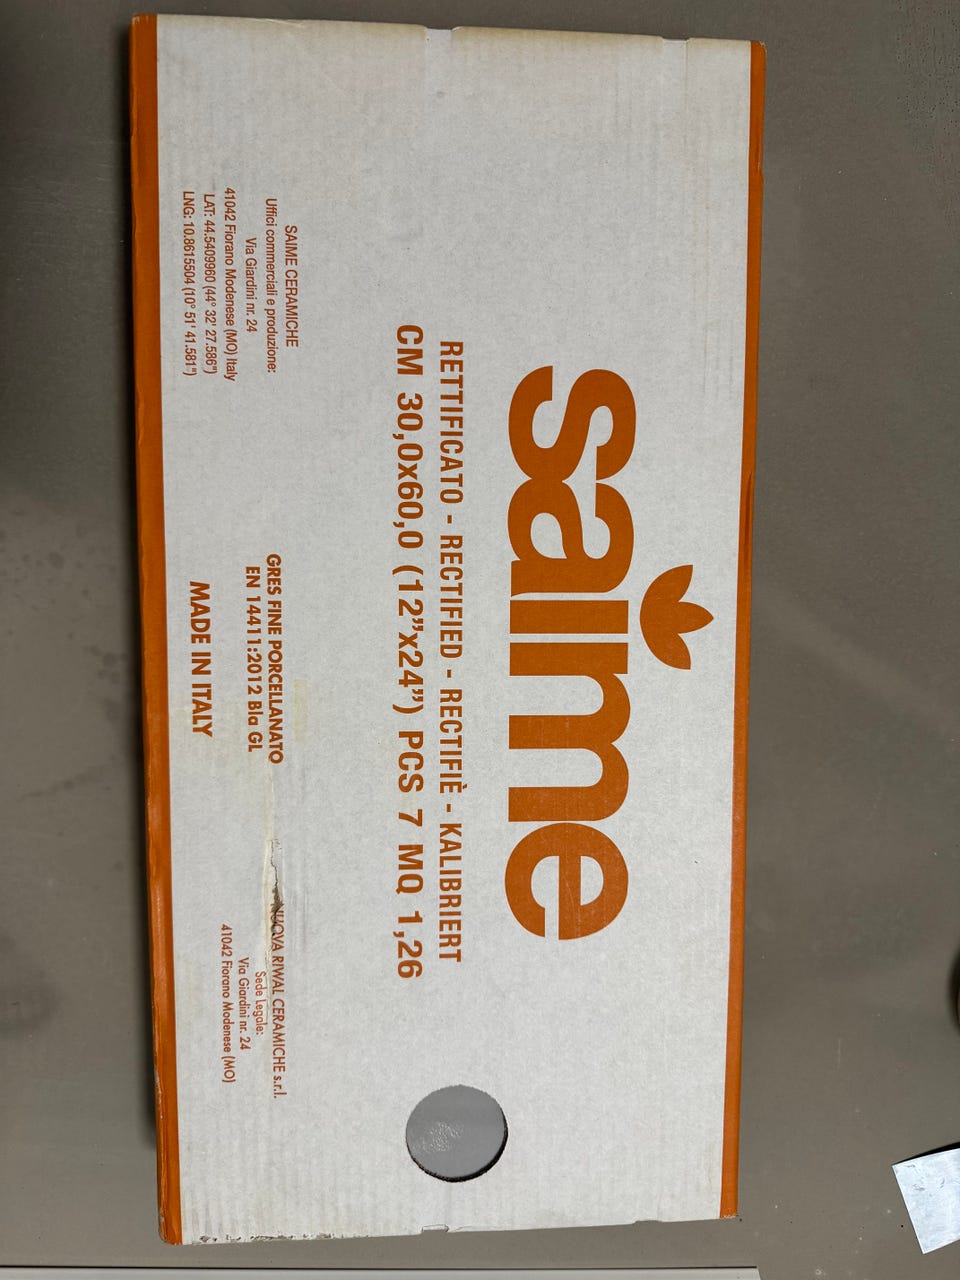 saime
RETTIFICATO - RECTIFIED - RECTIFIÈ - KALIBRIERT
CM 30,0x60,0 (12”x24”) PCS 7 MQ 1,26
SAIME CERAMICHE
Uffici commerciali e produzione:
Via Giardini nr. 24
41042 Fiorano Modenese (MO) Italy
LAT: 44.5409960 (44° 32' 27.586")
LNG: 10.8615504 (10° 51' 41.581")
GRES FINE PORCELLANATO
EN 14411:2012 BIa GL
MADE IN ITALY
NUOVA RIWAL CERAMICHE s.r.l.
Sede Legale:
Via Giardini nr. 24
41042 Fiorano Modenese (MO)